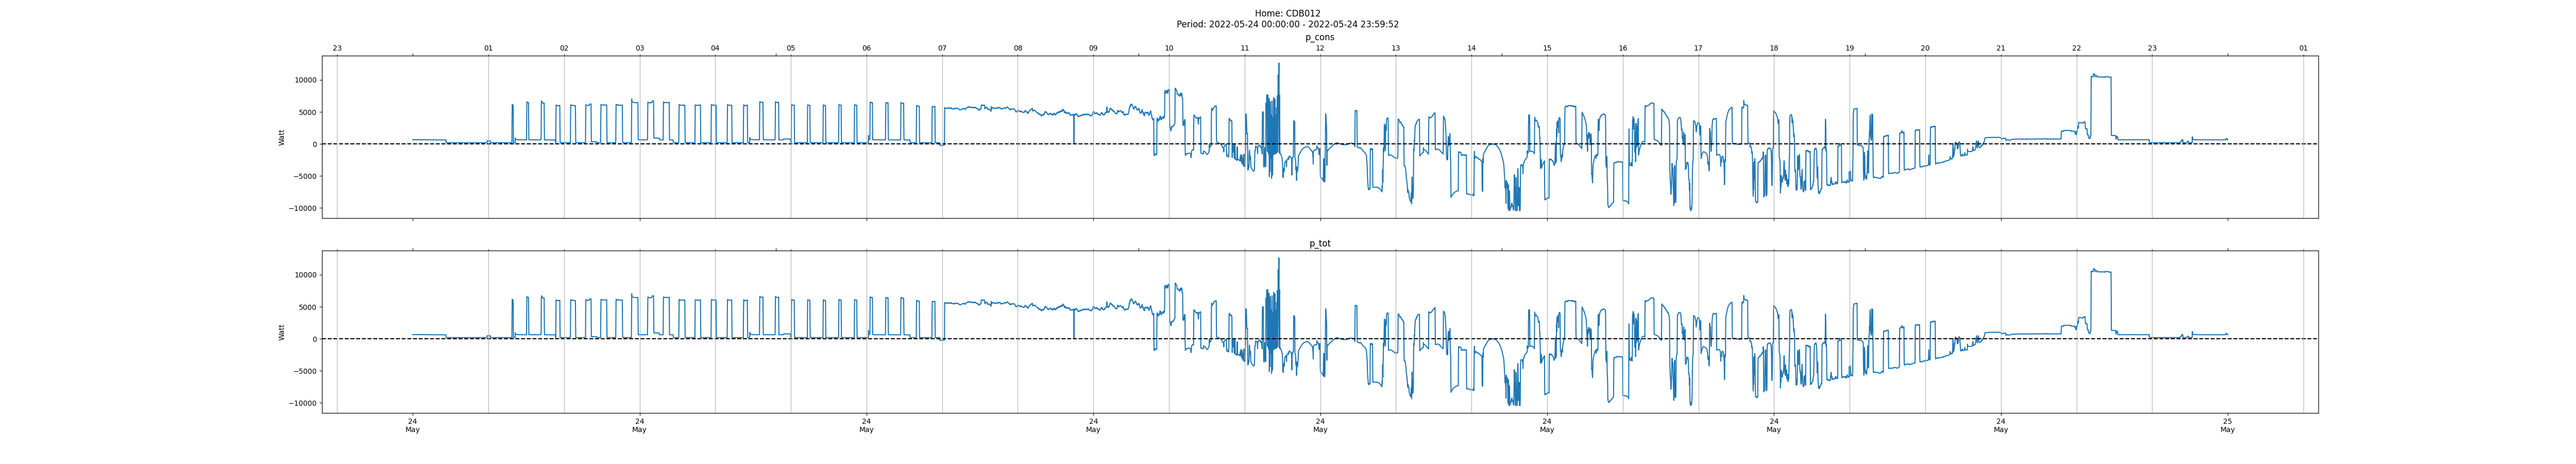 Home: CDB012
Period: 2022-05-24 00:00:00 - 2022-05-24 23:59:52
p_cons
23 01 02 03 04 05 06 07 08 09 10 11 12 13 14 15 16 17 18 19 20 21 22 23 01
10000
5000
0
−5000
−10000
Watt
p_tot
10000
5000
0
−5000
−10000
Watt
24 24 24 24 24 24 24 24 25
May May May May May May May May May